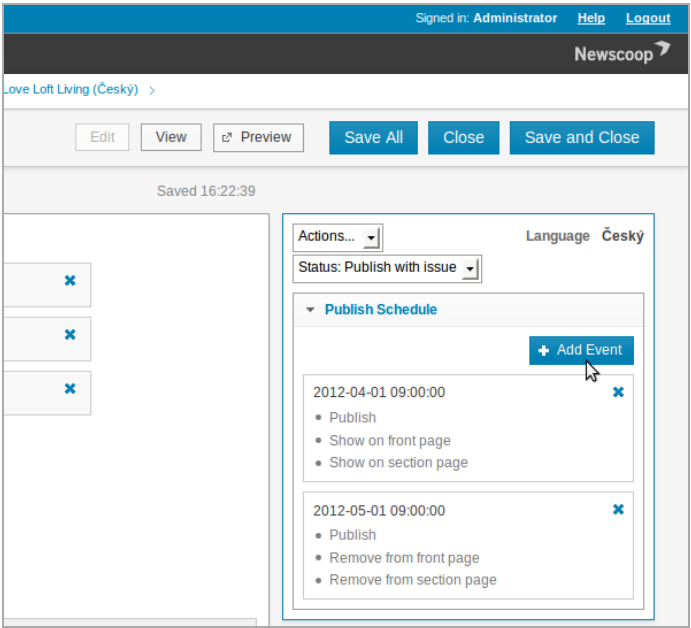 Signed in: Administrator Help Logout
Newscoop
Love Loft Living (Český) >
Edit View Preview Save All Close Save and Close
Saved 16:22:39
Actions... Language Český
Status: Publish with issue
Publish Schedule
+ Add Event
2012-04-01 09:00:00
• Publish
• Show on front page
• Show on section page
2012-05-01 09:00:00
• Publish
• Remove from front page
• Remove from section page